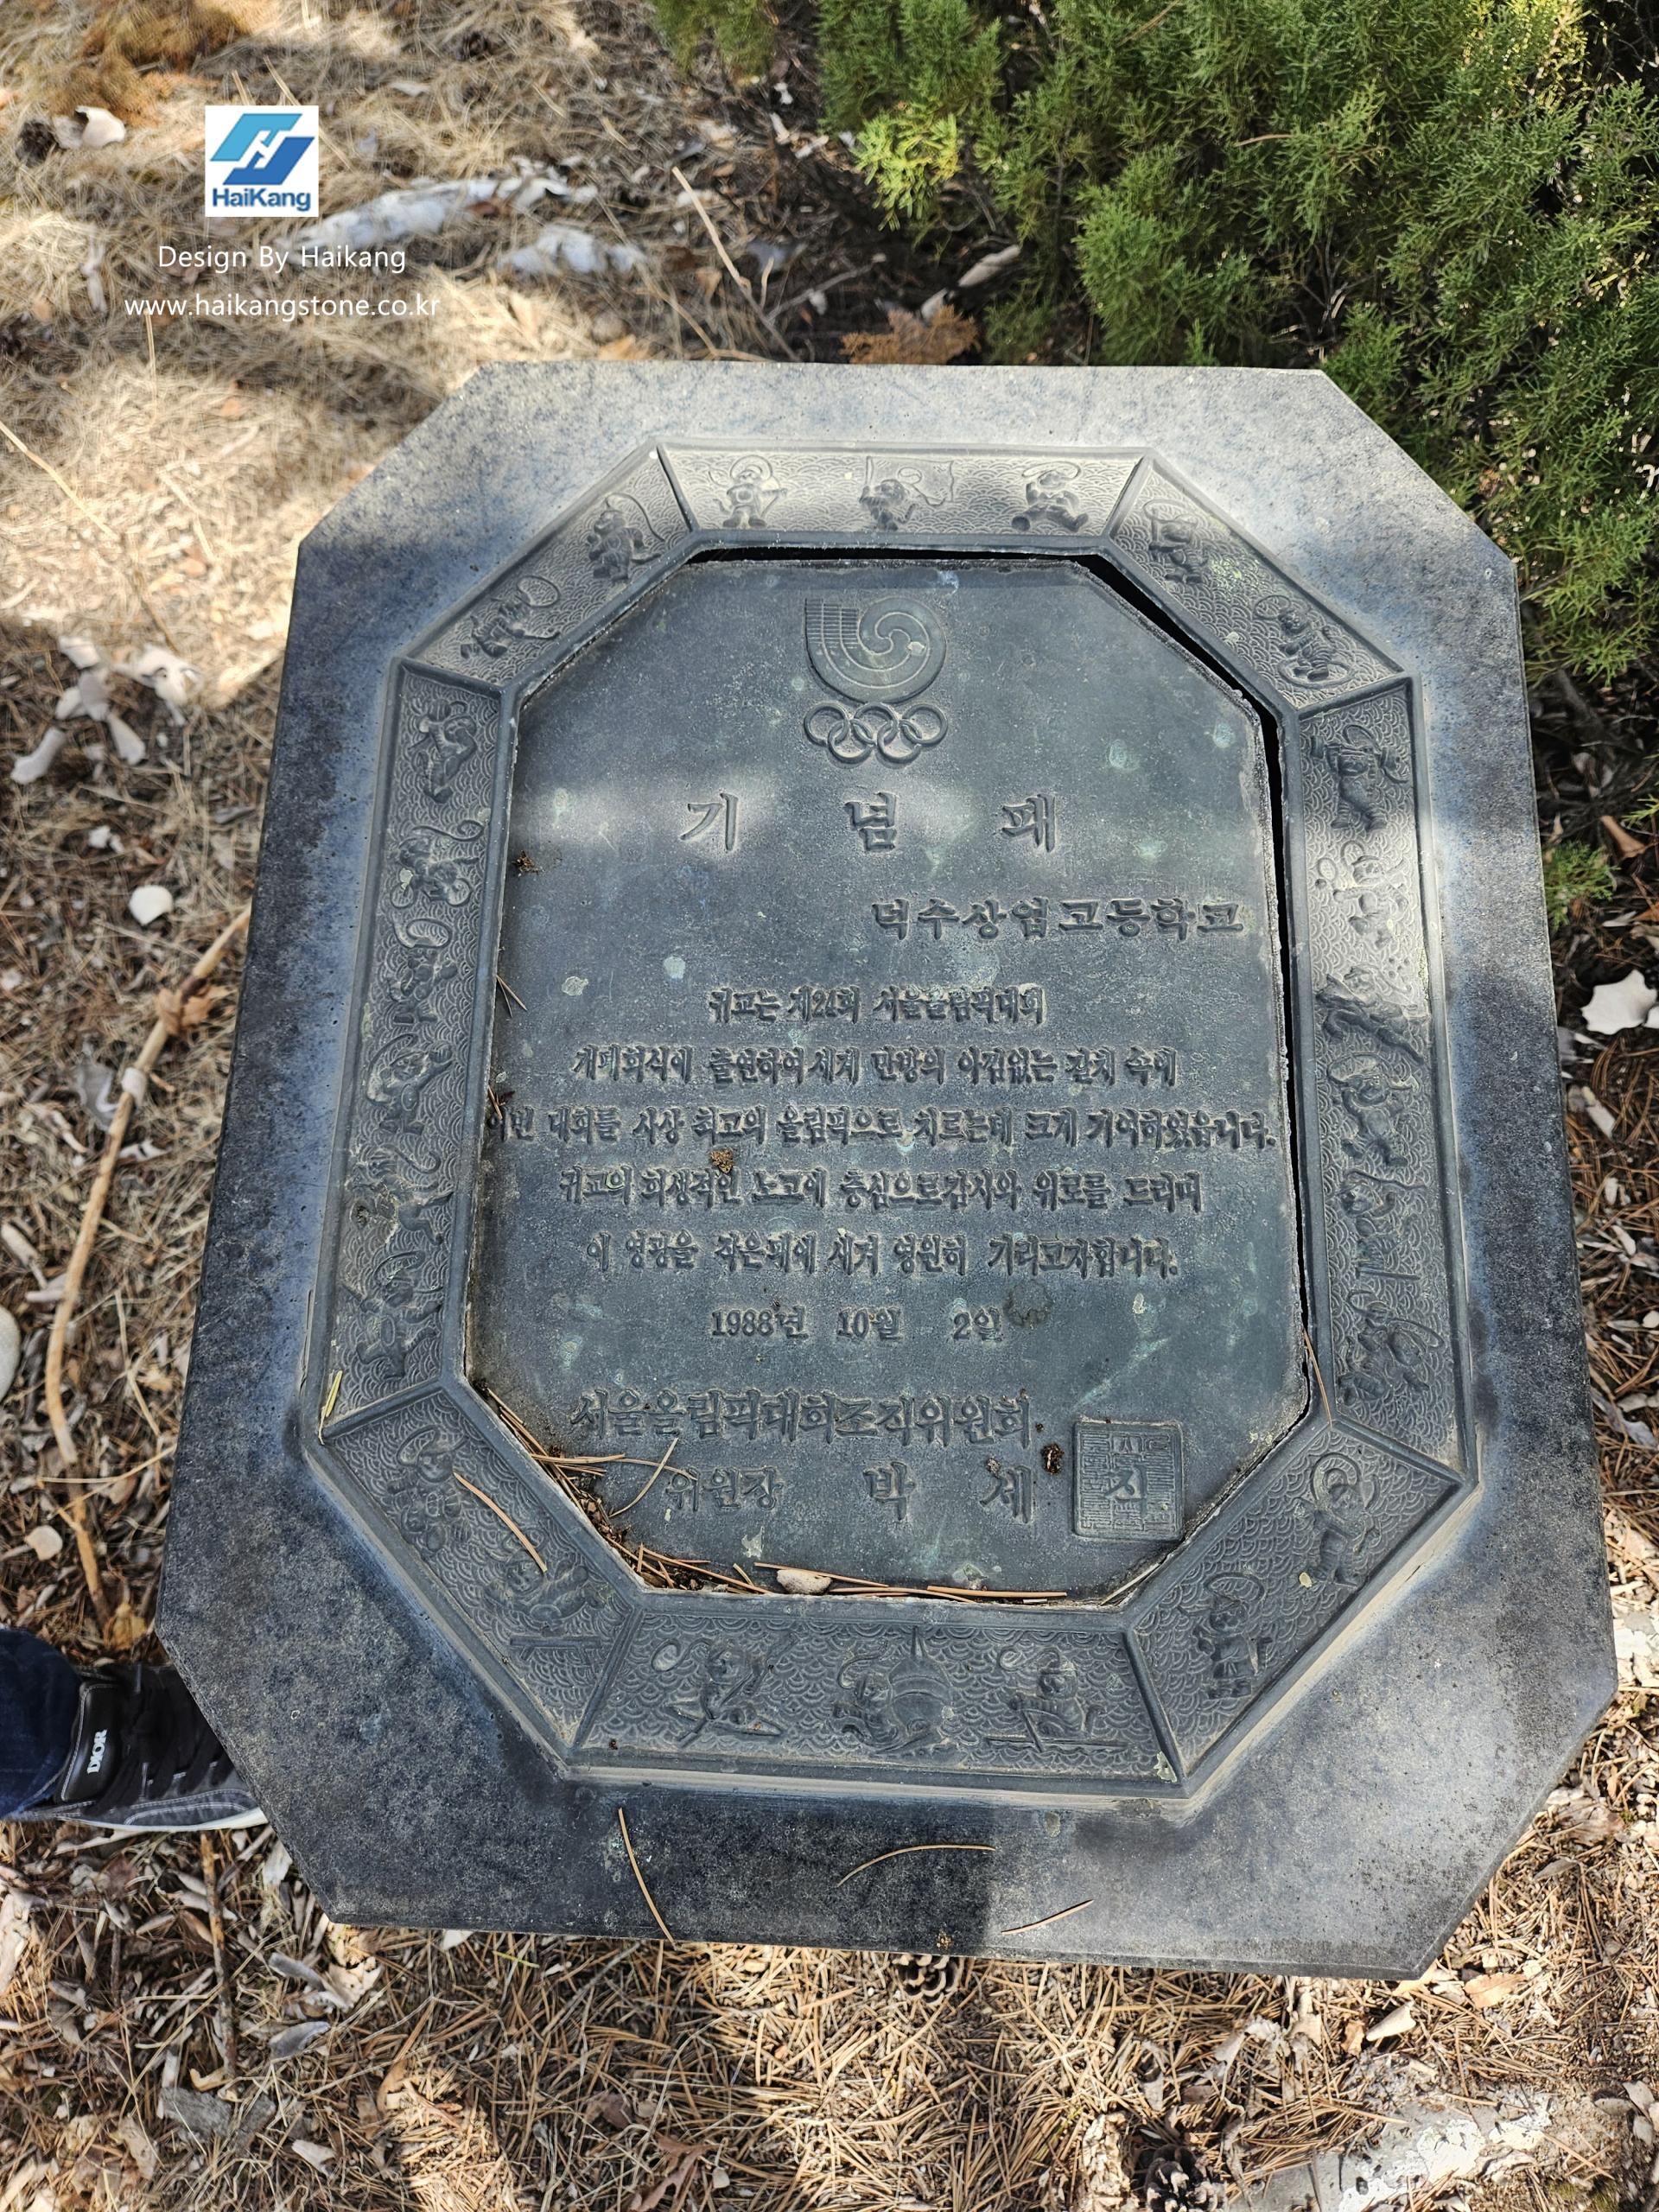 HaiKang
Design By Haikang
www.haikangstone.co.kr
기 념 패
덕수상업고등학교
귀교는 제24회 서울올림픽대회
개폐회식에 출연하여 세계 만방의 아낌없는 갈채 속에
이번 대회를 사상 최고의 올림픽으로 치르는데 크게 기여하였읍니다.
귀교의 희생적인 노고에 충심으로 감사와 위로를 드리며
이 영광을 작은패에 새겨 영원히 기리고자합니다.
1988년 10월 2일
서울올림픽대회조직위원회
위원장 박 세 직
DIOR